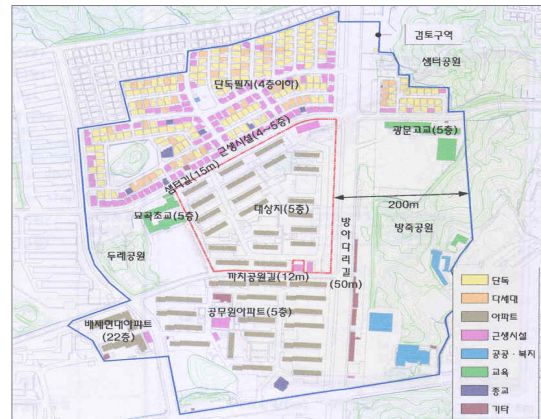 검토구역
샘터공원
단독필지(4층이하)
근생시설(4~5층)
광문고교(5층)
샘터길(15m)
대상지(5층)
200m
묘곡초교(5층)
방아다리길
(50m)
방죽공원
두레공원
까치공원길(12m)
공무원아파트(5층)
배재현대아파트
(22층)
단독
다세대
아파트
근생시설
공공·복지
교육
종교
기타